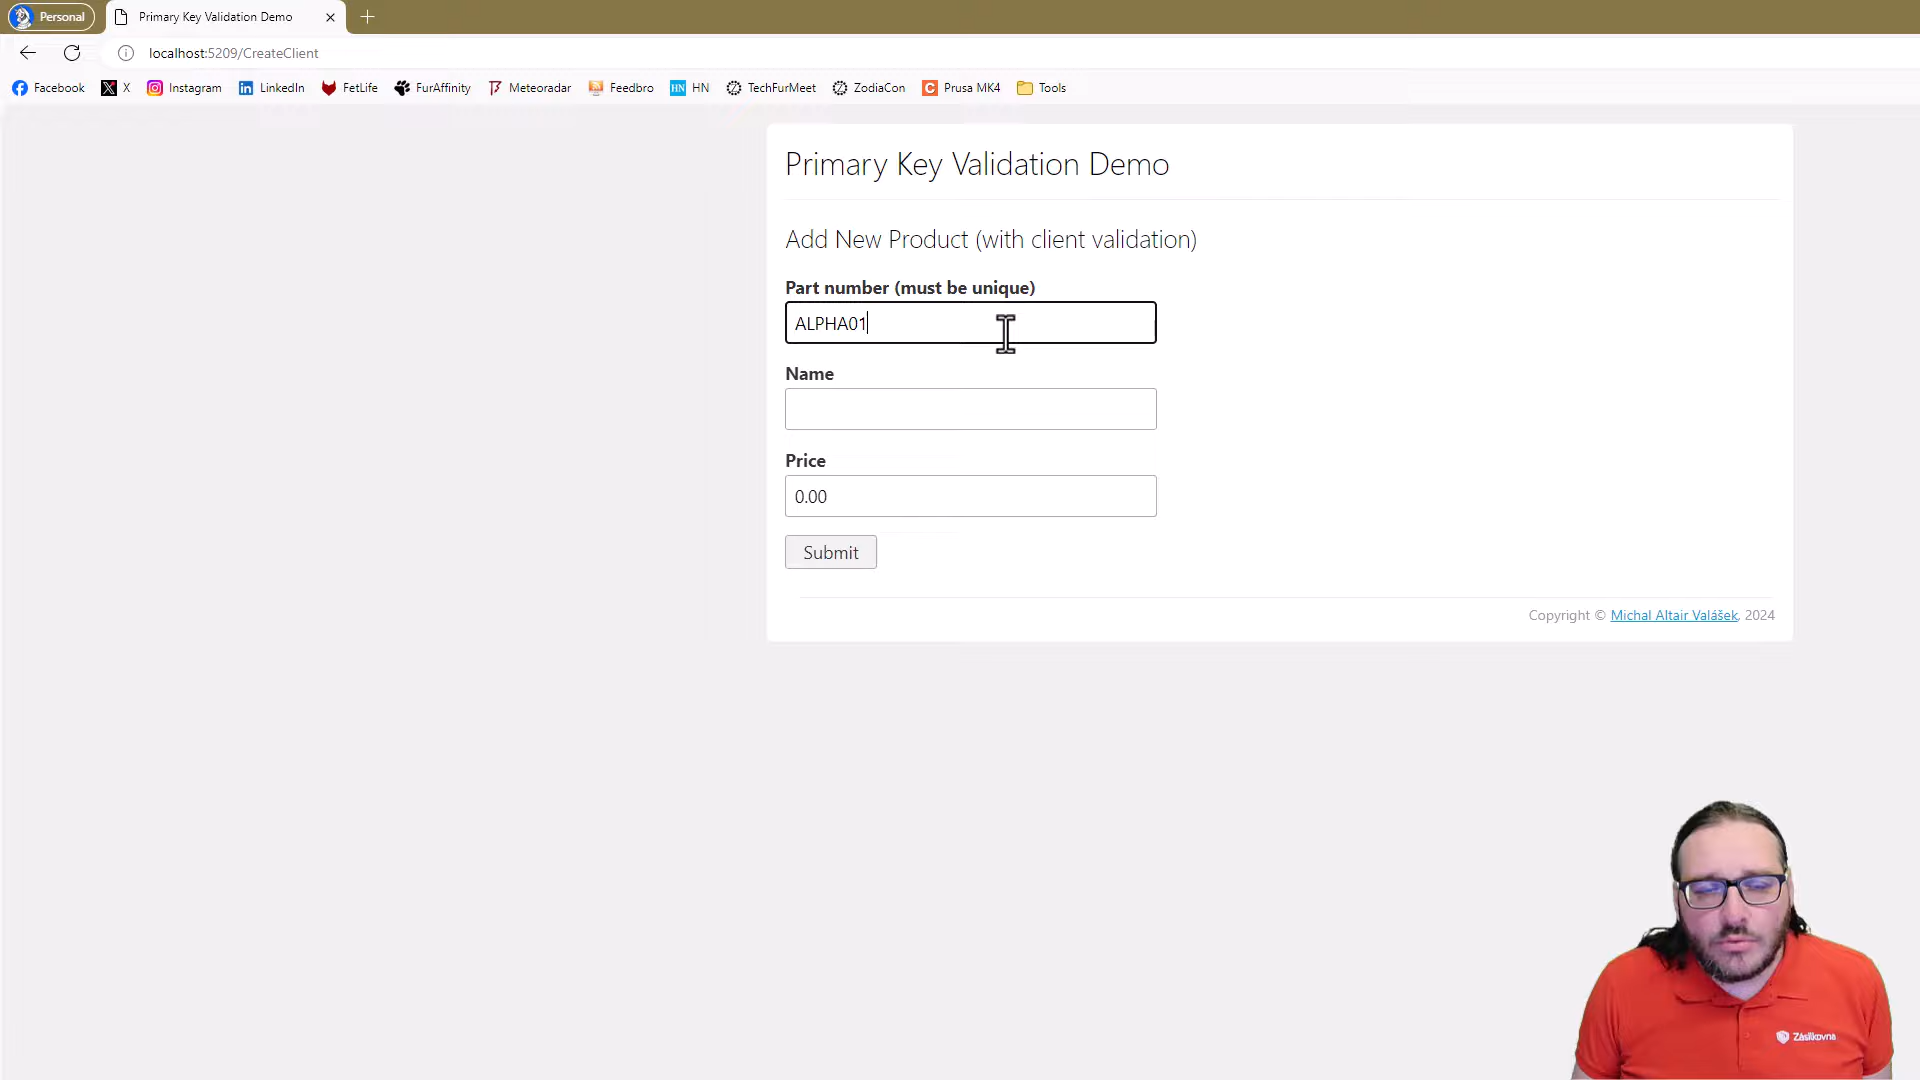 Personal
Primary Key Validation Demo
localhost:5209/CreateClient
Facebook X Instagram LinkedIn FetLife FurAffinity Meteoradar Feedbro HN HN TechFurMeet ZodiaCon C Prusa MK4 Tools
Primary Key Validation Demo
Add New Product (with client validation)
Part number (must be unique)
ALPHA01
Name
Price
0.00
Submit
Copyright © Michal Altair Valášek, 2024
Zásilkovna